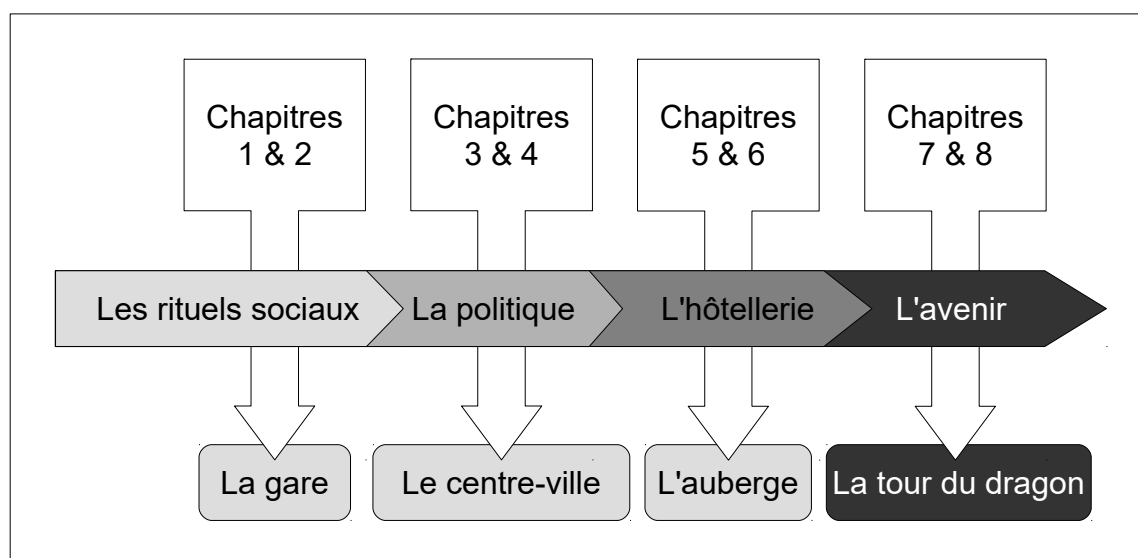 Chapitres
1 & 2
Chapitres
3 & 4
Chapitres
5 & 6
Chapitres
7 & 8
Les rituels sociaux
La politique
L'hôtellerie
L'avenir
La gare
Le centre-ville
L'auberge
La tour du dragon